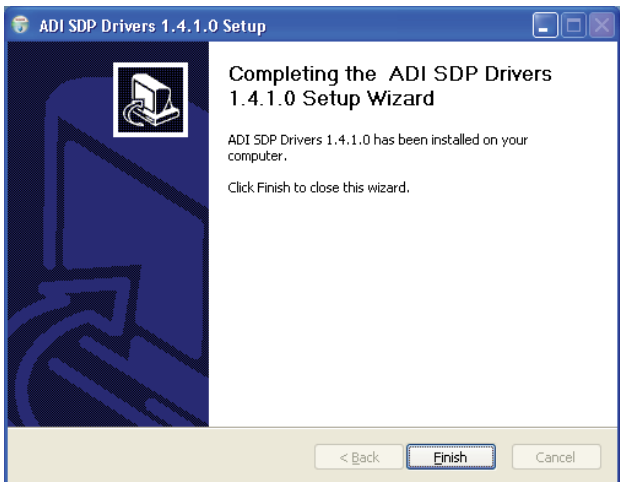 ADI SDP Drivers 1.4.1.0 Setup
Completing the ADI SDP Drivers
1.4.1.0 Setup Wizard
ADI SDP Drivers 1.4.1.0 has been installed on your
computer.
Click Finish to close this wizard.
< Back Finish Cancel